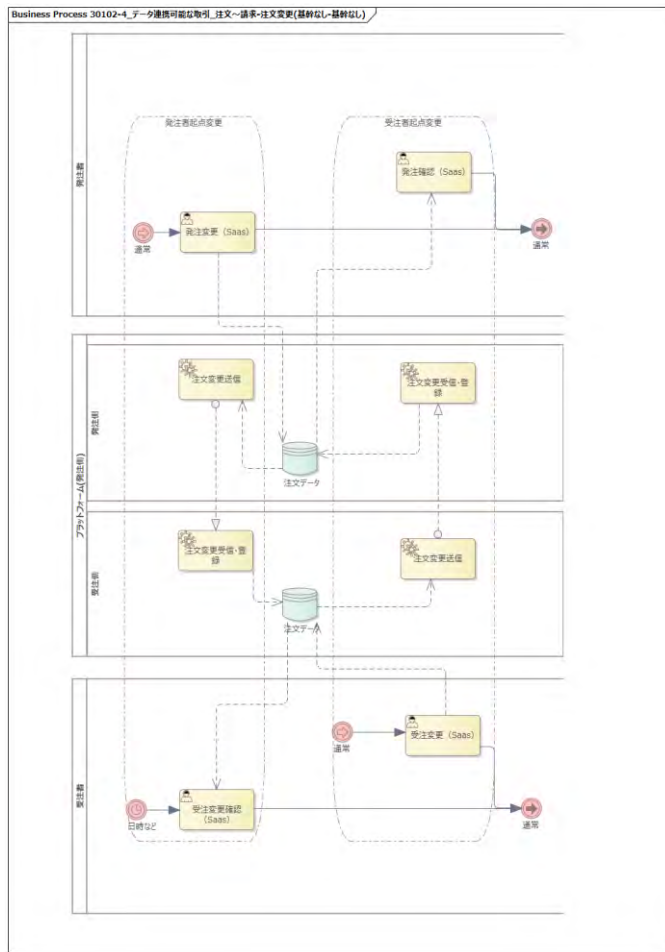 Business Process 30102-4_データ連携可能な取引_注文～請求-注文変更(基幹なし-基幹なし)
発注者起点変更
受注者起点変更
発注者
発注確認（Saas）
発注変更（Saas）
通常
通常
プラットフォーム(発注側)
発注側
注文変更送信
注文変更受信・登
録
注文データ
受注側
注文変更受信・登
録
注文変更送信
注文データ
受注者
受注変更（Saas）
通常
受注変更確認
（Saas）
日時など
通常